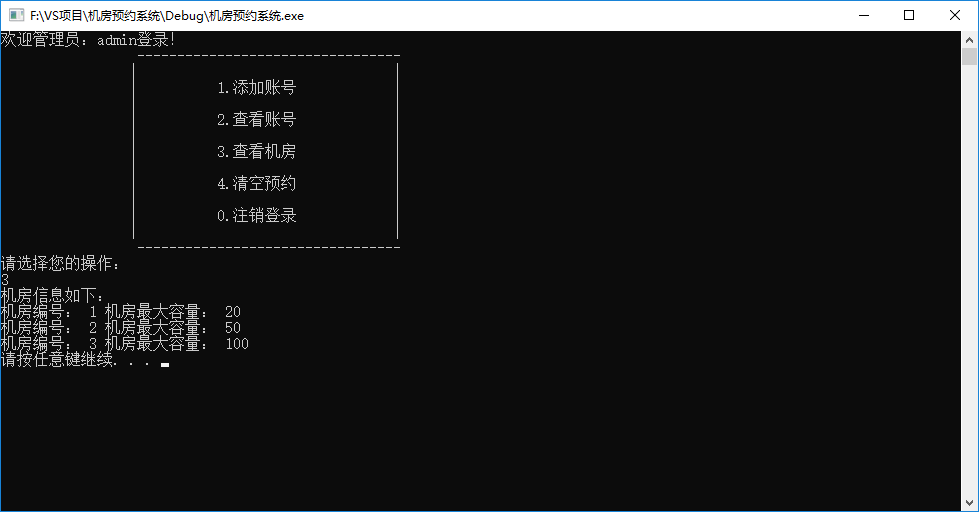 F:\VS项目\机房预约系统\Debug\机房预约系统.exe
欢迎管理员：admin登录!
1.添加账号
2.查看账号
3.查看机房
4.清空预约
0.注销登录
请选择您的操作：
3
机房信息如下：
机房编号： 1 机房最大容量： 20
机房编号： 2 机房最大容量： 50
机房编号： 3 机房最大容量： 100
请按任意键继续. . .